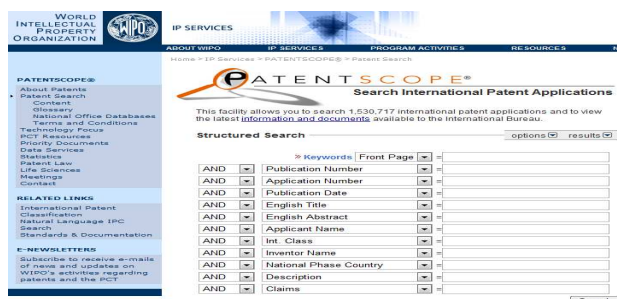 WORLD
INTELLECTUAL
PROPERTY
ORGANIZATION
WIPO
IP SERVICES
ABOUT WIPO IP SERVICES PROGRAM ACTIVITIES RESOURCES N
Home > IP Services > PATENTSCOPE® > Patent Search
PATENTSCOPE®
About Patents
Patent Search
Content
Glossary
National Office Databases
Terms and Conditions
Technology Focus
PCT Resources
Priority Documents
Data Services
Statistics
Patent Law
Life Sciences
Meetings
Contact
RELATED LINKS
International Patent
Classification
Natural Language IPC
Search
Standards & Documentation
E-NEWSLETTERS
Subscribe to receive e-mails
of news and updates on
WIPO's activities regarding
patents and the PCT
PATENTSCOPE®
Search International Patent Applications
This facility allows you to search 1,530,717 international patent applications and to view
the latest information and documents available to the International Bureau.
Structured Search options results
» Keywords Front Page =
AND Publication Number =
AND Application Number =
AND Publication Date =
AND English Title =
AND English Abstract =
AND Applicant Name =
AND Int. Class =
AND Inventor Name =
AND National Phase Country =
AND Description =
AND Claims =